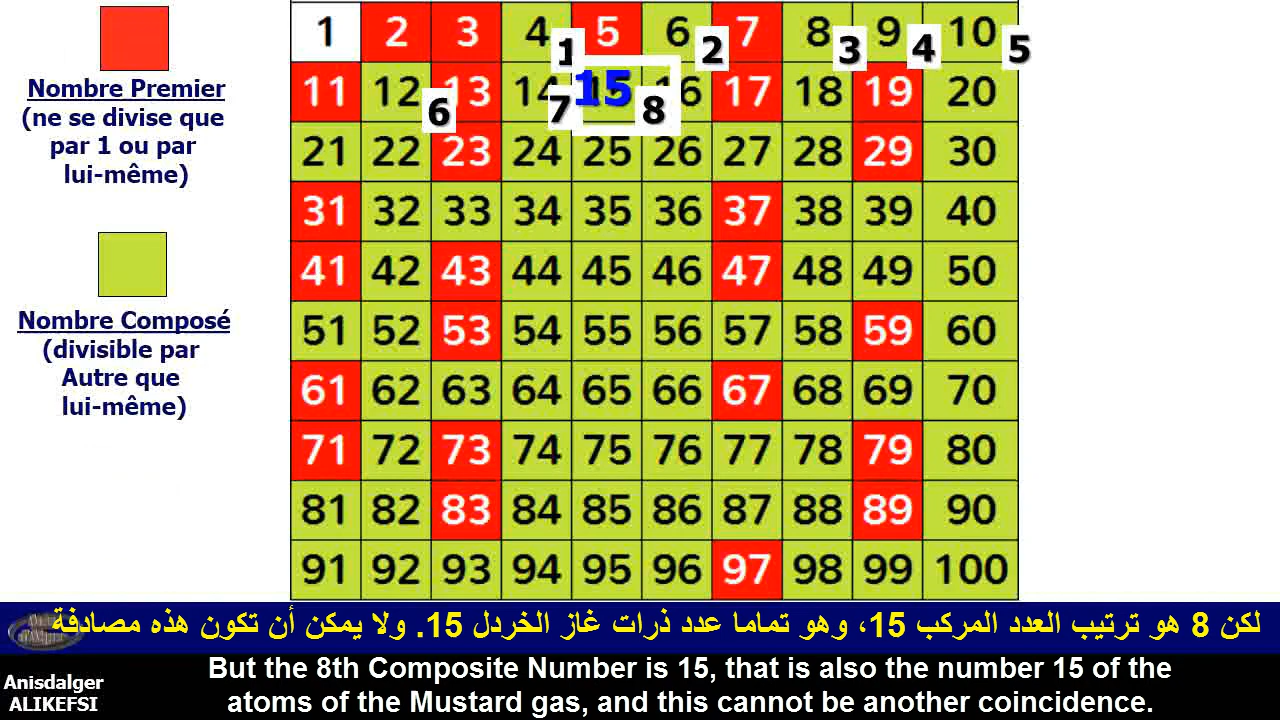 Nombre Premier
(ne se divise que
par 1 ou par
lui-même)
Nombre Composé
(divisible par
Autre que
lui-même)
1 2 3 4 5 6 7 8 9 10
1 2 3 4 5
11 12 13 14 15 16 17 18 19 20
6 7 8
21 22 23 24 25 26 27 28 29 30
31 32 33 34 35 36 37 38 39 40
41 42 43 44 45 46 47 48 49 50
51 52 53 54 55 56 57 58 59 60
61 62 63 64 65 66 67 68 69 70
71 72 73 74 75 76 77 78 79 80
81 82 83 84 85 86 87 88 89 90
91 92 93 94 95 96 97 98 99 100
لكن 8 هو ترتيب العدد المركب 15، وهو تماما عدد ذرات غاز الخردل 15. ولا يمكن أن تكون هذه مصادفة
But the 8th Composite Number is 15, that is also the number 15 of the
atoms of the Mustard gas, and this cannot be another coincidence.
Anisdalger
ALIKEFSI